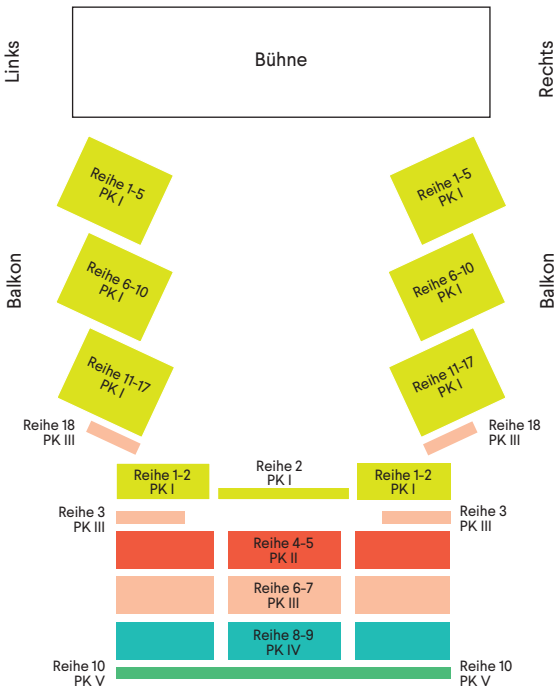 Links
Bühne
Rechts
Reihe 1-5
PK I
Reihe 1-5
PK I
Balkon
Reihe 6-10
PK I
Reihe 6-10
PK I
Balkon
Reihe 11-17
PK I
Reihe 11-17
PK I
Reihe 18
PK III
Reihe 18
PK III
Reihe 1-2
PK I
Reihe 2
PK I
Reihe 1-2
PK I
Reihe 3
PK III
Reihe 3
PK III
Reihe 4-5
PK II
Reihe 6-7
PK III
Reihe 8-9
PK IV
Reihe 10
PK V
Reihe 10
PK V